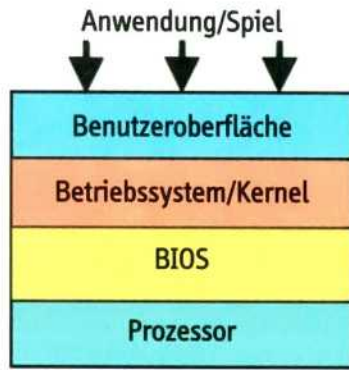 Anwendung/Spiel
Benutzeroberfläche
Betriebssystem/Kernel
BIOS
Prozessor